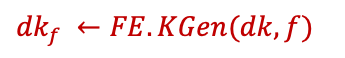 dk_f ← FE.KGen(dk, f)